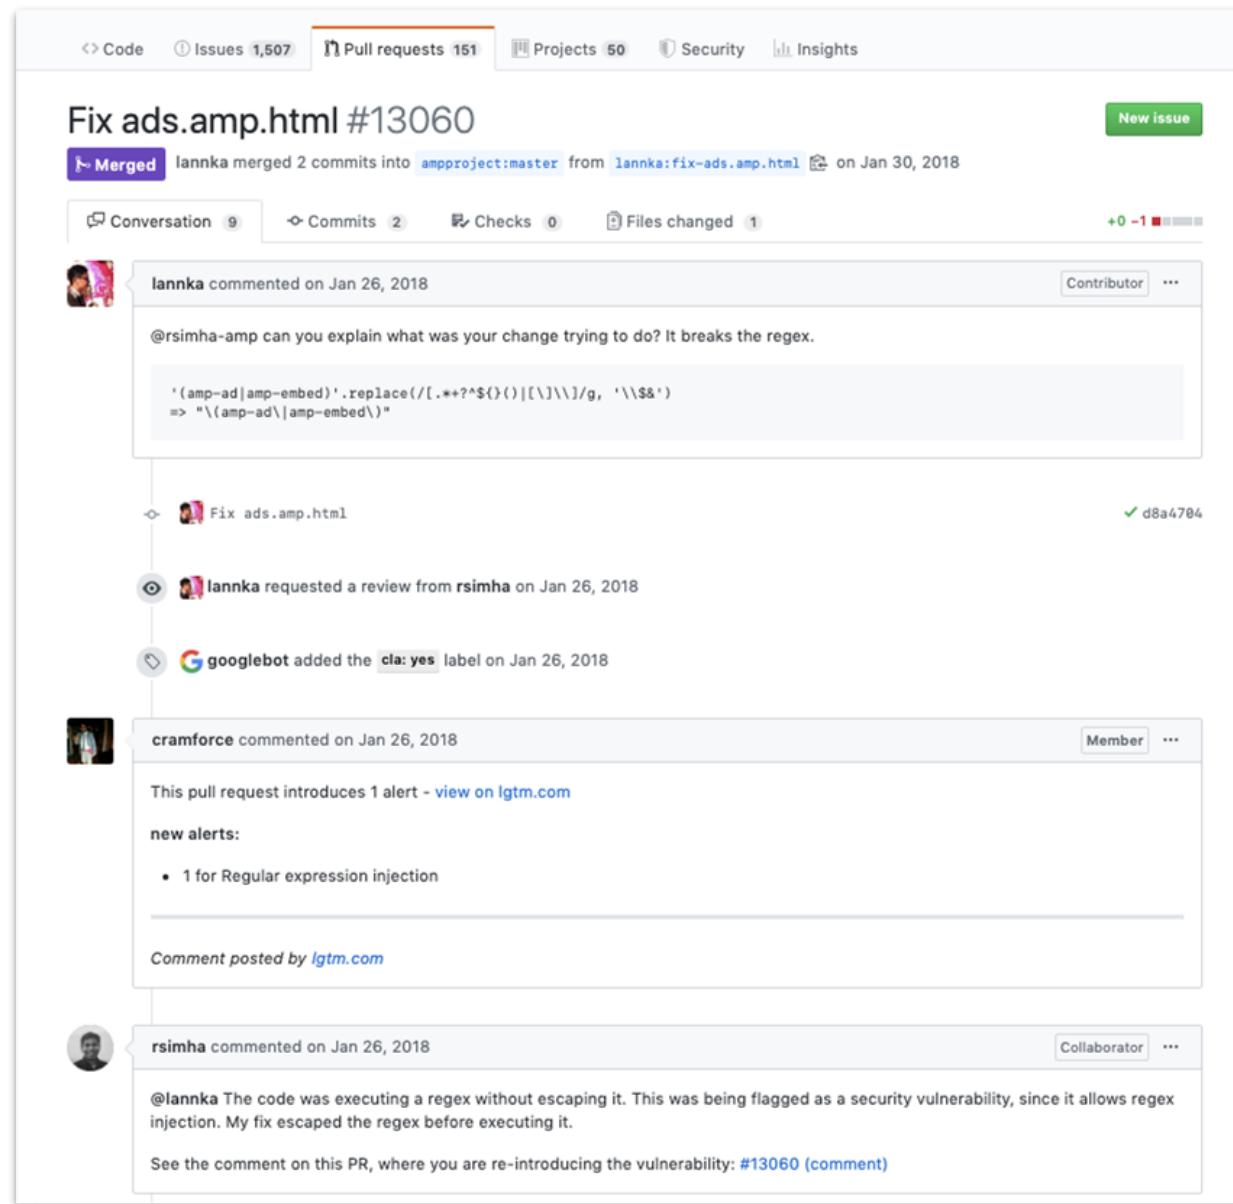 Code Issues 1,507 Pull requests 151 Projects 50 Security Insights
Fix ads.amp.html #13060
New issue
Merged lannka merged 2 commits into ampproject:master from lannka:fix-ads.amp.html on Jan 30, 2018
Conversation 9 Commits 2 Checks 0 Files changed 1 +0 −1
lannka commented on Jan 26, 2018 Contributor ···
@rsimha-amp can you explain what was your change trying to do? It breaks the regex.
'(amp-ad|amp-embed)'.replace(/[.*+?^${}()|[\]\\]/g, '\\$&')
=> "\(amp-ad\|amp-embed\)"
Fix ads.amp.html d8a4704
lannka requested a review from rsimha on Jan 26, 2018
googlebot added the cla: yes label on Jan 26, 2018
cramforce commented on Jan 26, 2018 Member ···
This pull request introduces 1 alert - view on lgtm.com
new alerts:
• 1 for Regular expression injection
Comment posted by lgtm.com
rsimha commented on Jan 26, 2018 Collaborator ···
@lannka The code was executing a regex without escaping it. This was being flagged as a security vulnerability, since it allows regex
injection. My fix escaped the regex before executing it.
See the comment on this PR, where you are re-introducing the vulnerability: #13060 (comment)